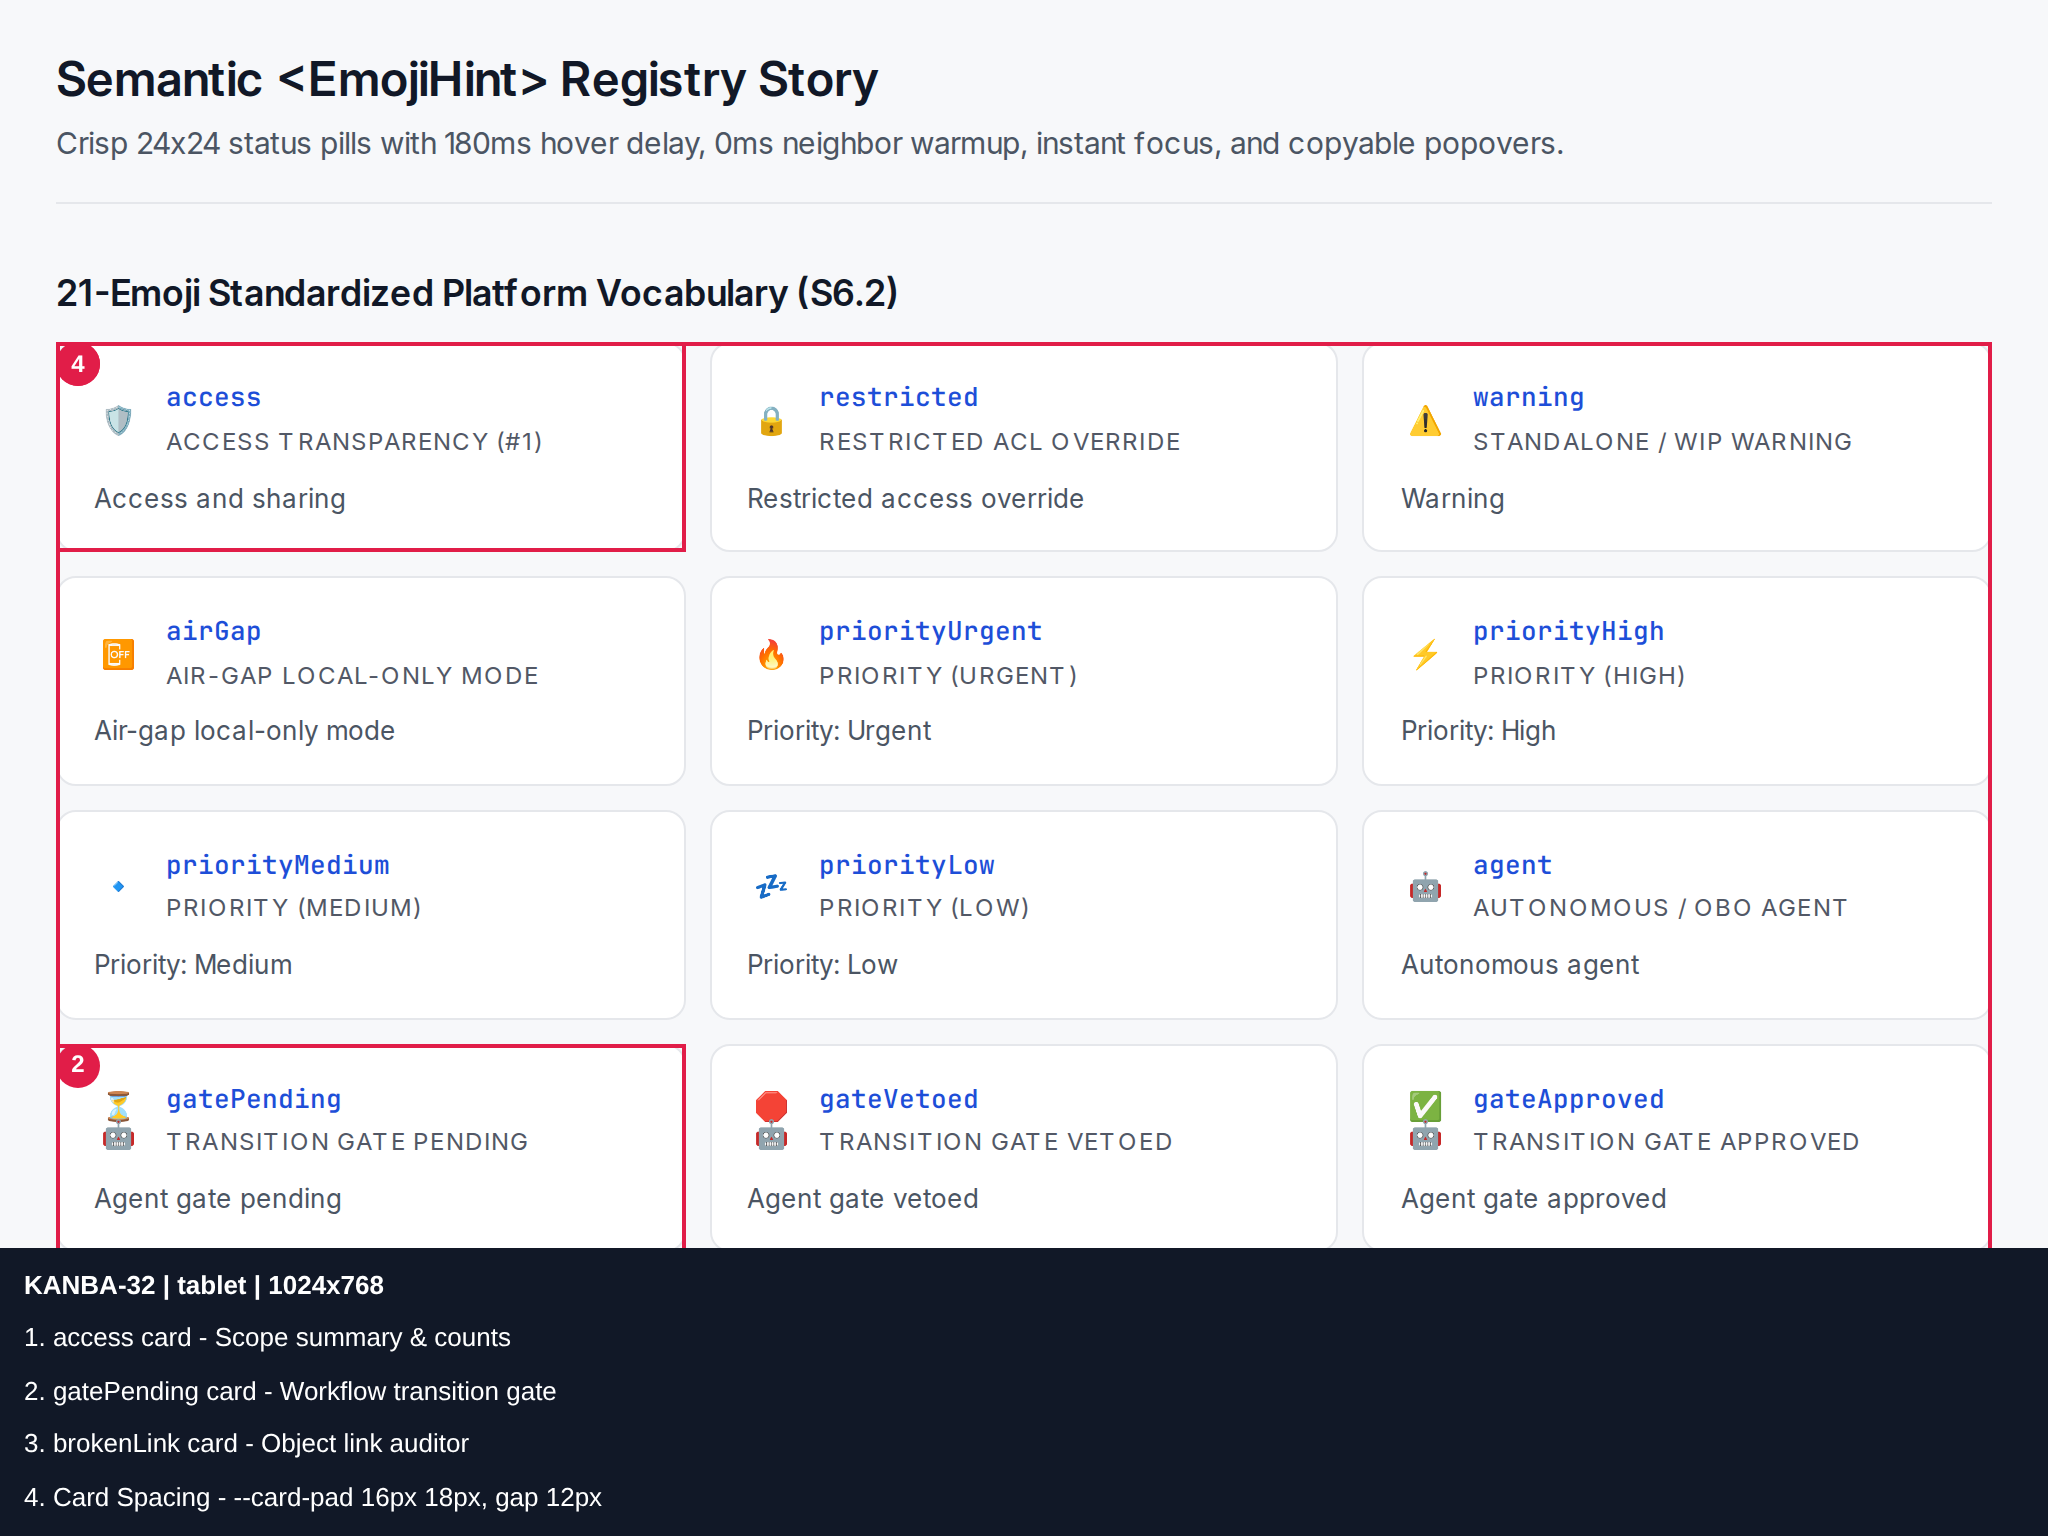 Semantic <EmojiHint> Registry Story
Crisp 24x24 status pills with 180ms hover delay, 0ms neighbor warmup, instant focus, and copyable popovers.
21-Emoji Standardized Platform Vocabulary (S6.2)
4
access
ACCESS TRANSPARENCY (#1)
Access and sharing
restricted
RESTRICTED ACL OVERRIDE
Restricted access override
warning
STANDALONE / WIP WARNING
Warning
OFF
airGap
AIR-GAP LOCAL-ONLY MODE
Air-gap local-only mode
priorityUrgent
PRIORITY (URGENT)
Priority: Urgent
priorityHigh
PRIORITY (HIGH)
Priority: High
priorityMedium
PRIORITY (MEDIUM)
Priority: Medium
priorityLow
PRIORITY (LOW)
Priority: Low
agent
AUTONOMOUS / OBO AGENT
Autonomous agent
2
gatePending
TRANSITION GATE PENDING
Agent gate pending
gateVetoed
TRANSITION GATE VETOED
Agent gate vetoed
gateApproved
TRANSITION GATE APPROVED
Agent gate approved
KANBA-32 | tablet | 1024x768
1. access card - Scope summary & counts
2. gatePending card - Workflow transition gate
3. brokenLink card - Object link auditor
4. Card Spacing - --card-pad 16px 18px, gap 12px